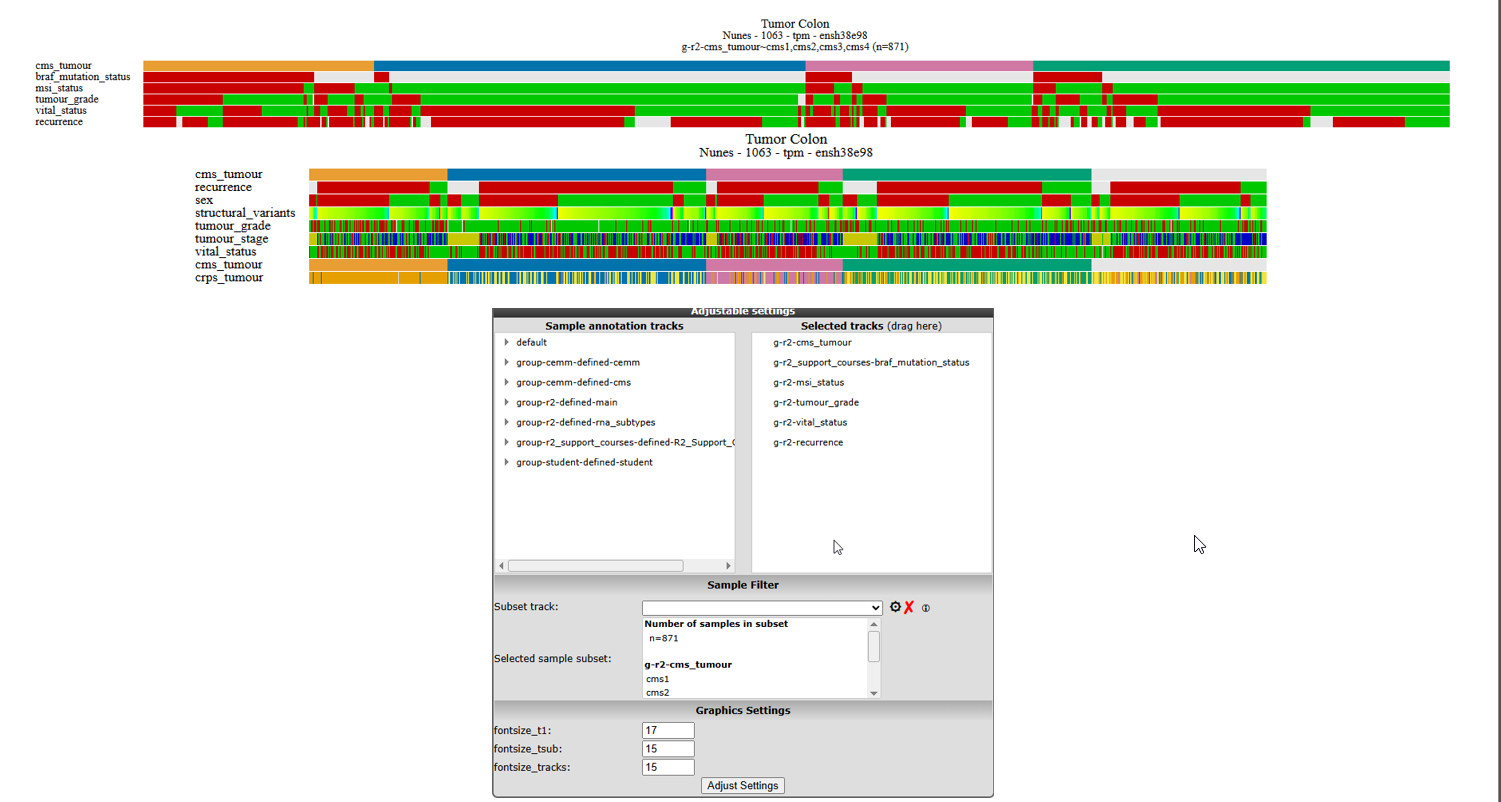 Tumor Colon
Nunes - 1063 - tpm - ensh38e98
g-r2-cms_tumour~cms1,cms2,cms3,cms4 (n=871)
cms_tumour
braf_mutation_status
msi_status
tumour_grade
vital_status
recurrence
Tumor Colon
Nunes - 1063 - tpm - ensh38e98
cms_tumour
recurrence
sex
structural_variants
tumour_grade
tumour_stage
vital_status
cms_tumour
crps_tumour
Adjustable settings
Sample annotation tracks
default
group-cemm-defined-cemm
group-cemm-defined-cms
group-r2-defined-main
group-r2-defined-rna_subtypes
group-r2_support_courses-defined-R2_Support_
group-student-defined-student
Selected tracks (drag here)
g-r2-cms_tumour
g-r2_support_courses-braf_mutation_status
g-r2-msi_status
g-r2-tumour_grade
g-r2-vital_status
g-r2-recurrence
Sample Filter
Subset track:
Selected sample subset:
Number of samples in subset
n=871
g-r2-cms_tumour
cms1
cms2
Graphics Settings
fontsize_t1: 17
fontsize_tsub: 15
fontsize_tracks: 15
Adjust Settings